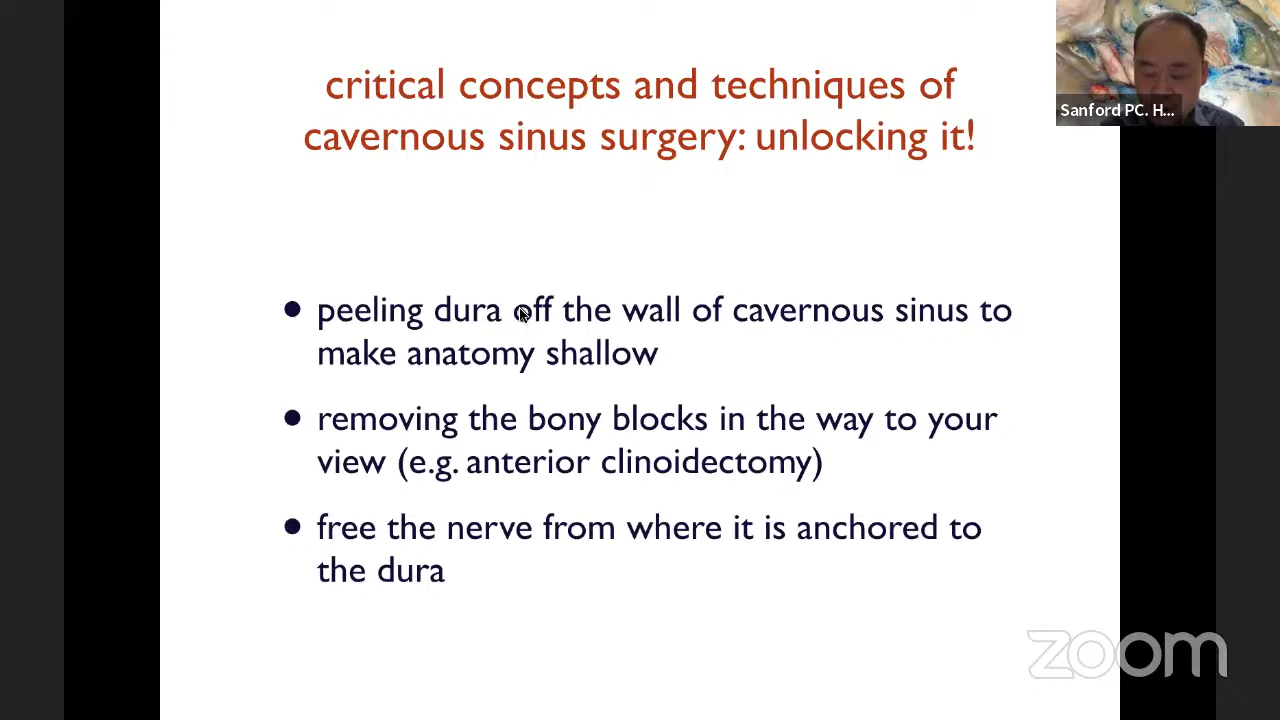 critical concepts and techniques of
cavernous sinus surgery: unlocking it!
Sanford PC. H...
• peeling dura off the wall of cavernous sinus to
make anatomy shallow
• removing the bony blocks in the way to your
view (e.g. anterior clinoidectomy)
• free the nerve from where it is anchored to
the dura
zoom